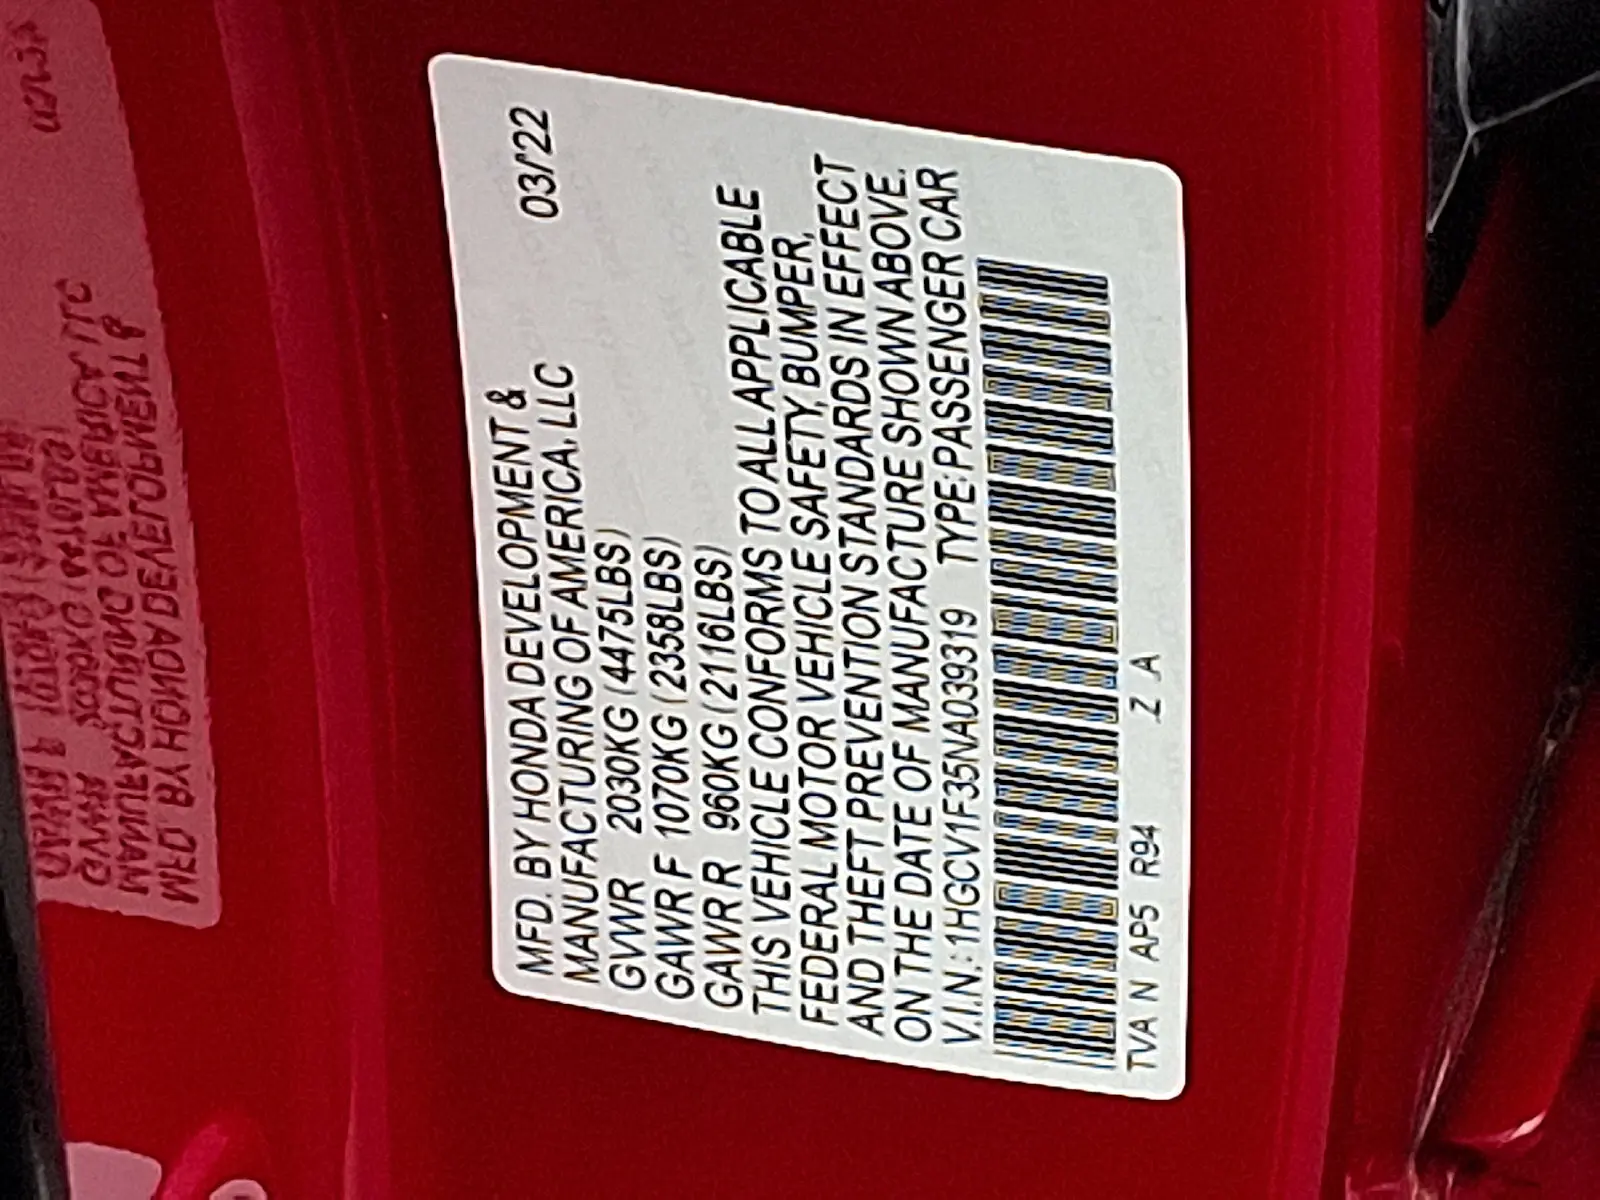 MFD. BY HONDA DEVELOPMENT & 03/22
MANUFACTURING OF AMERICA, LLC
GVWR 2030KG (4475LBS)
GAWR F 1070KG (2358LBS)
GAWR R 960KG (2116LBS)
THIS VEHICLE CONFORMS TO ALL APPLICABLE
FEDERAL MOTOR VEHICLE SAFETY, BUMPER,
AND THEFT PREVENTION STANDARDS IN EFFECT
ON THE DATE OF MANUFACTURE SHOWN ABOVE.
V.I.N.: 1HGCV1F35NA039319 TYPE: PASSENGER CAR
TVA N AP5 R94 Z A